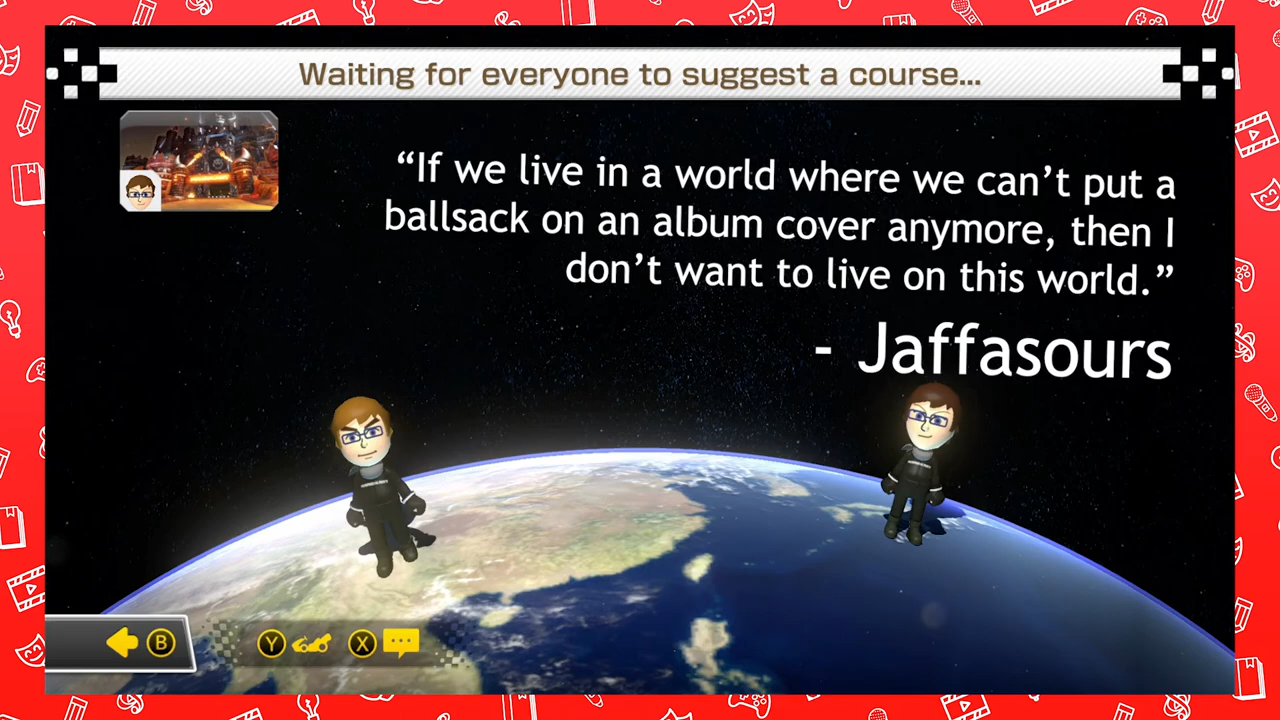 Waiting for everyone to suggest a course...
“If we live in a world where we can’t put a
ballsack on an album cover anymore, then I
don’t want to live on this world.”
- Jaffasours
B
Y
X